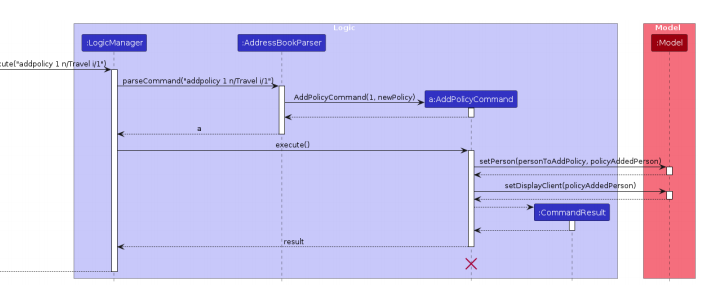 Logic
Model
:LogicManager
:AddressBookParser
:Model
cute("addpolicy 1 n/Travel i/1")
parseCommand("addpolicy 1 n/Travel i/1")
AddPolicyCommand(1, newPolicy)
a:AddPolicyCommand
a
execute()
setPerson(personToAddPolicy, policyAddedPerson)
setDisplayClient(policyAddedPerson)
:CommandResult
result